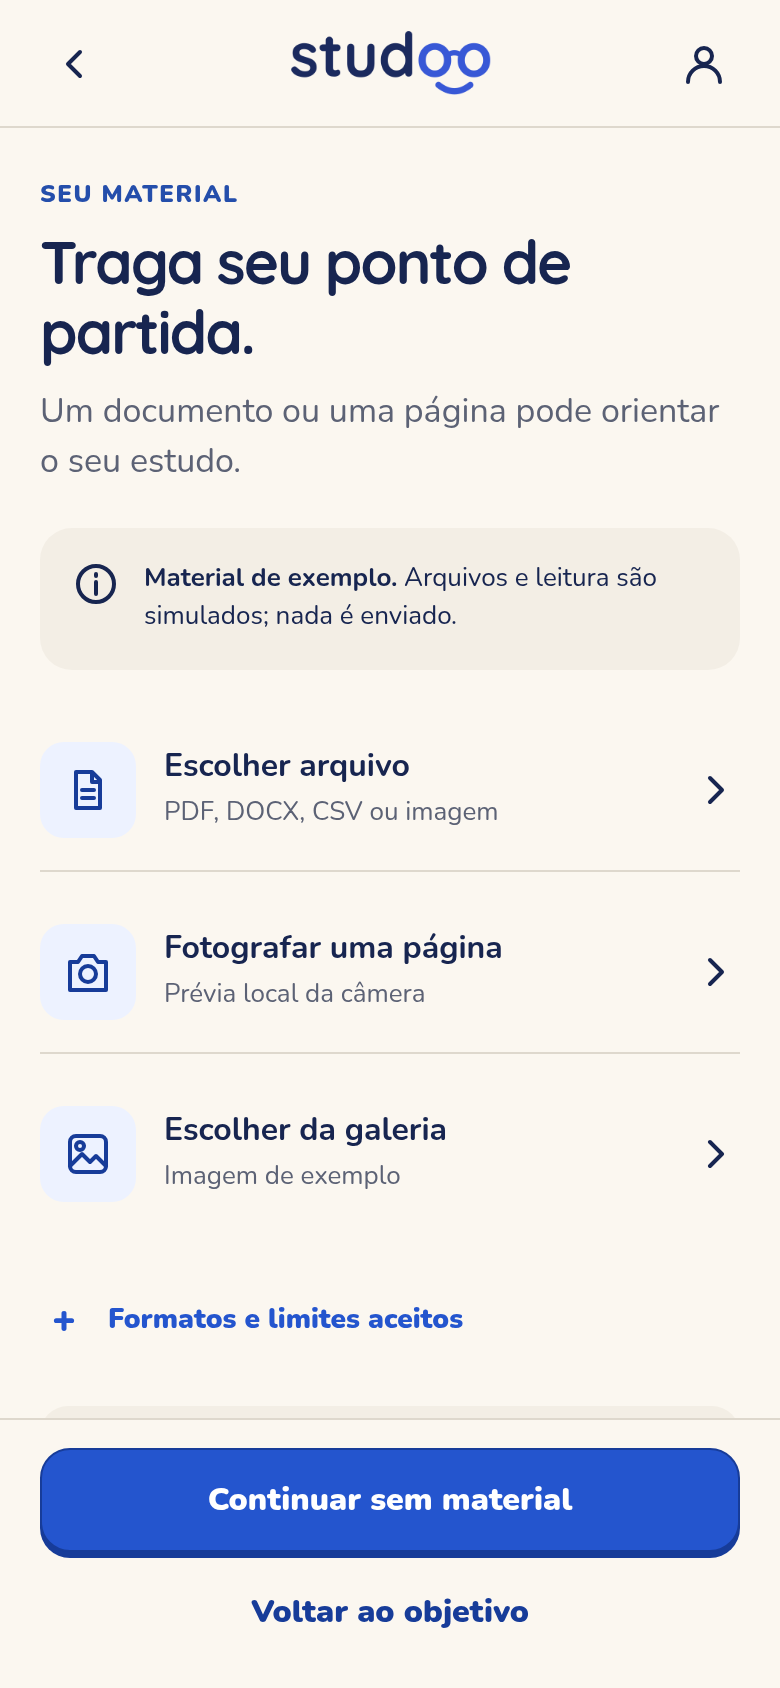 studoo
SEU MATERIAL
Traga seu ponto de
partida.
Um documento ou uma página pode orientar
o seu estudo.
Material de exemplo. Arquivos e leitura são
simulados; nada é enviado.
Escolher arquivo
PDF, DOCX, CSV ou imagem
Fotografar uma página
Prévia local da câmera
Escolher da galeria
Imagem de exemplo
+ Formatos e limites aceitos
Continuar sem material
Voltar ao objetivo